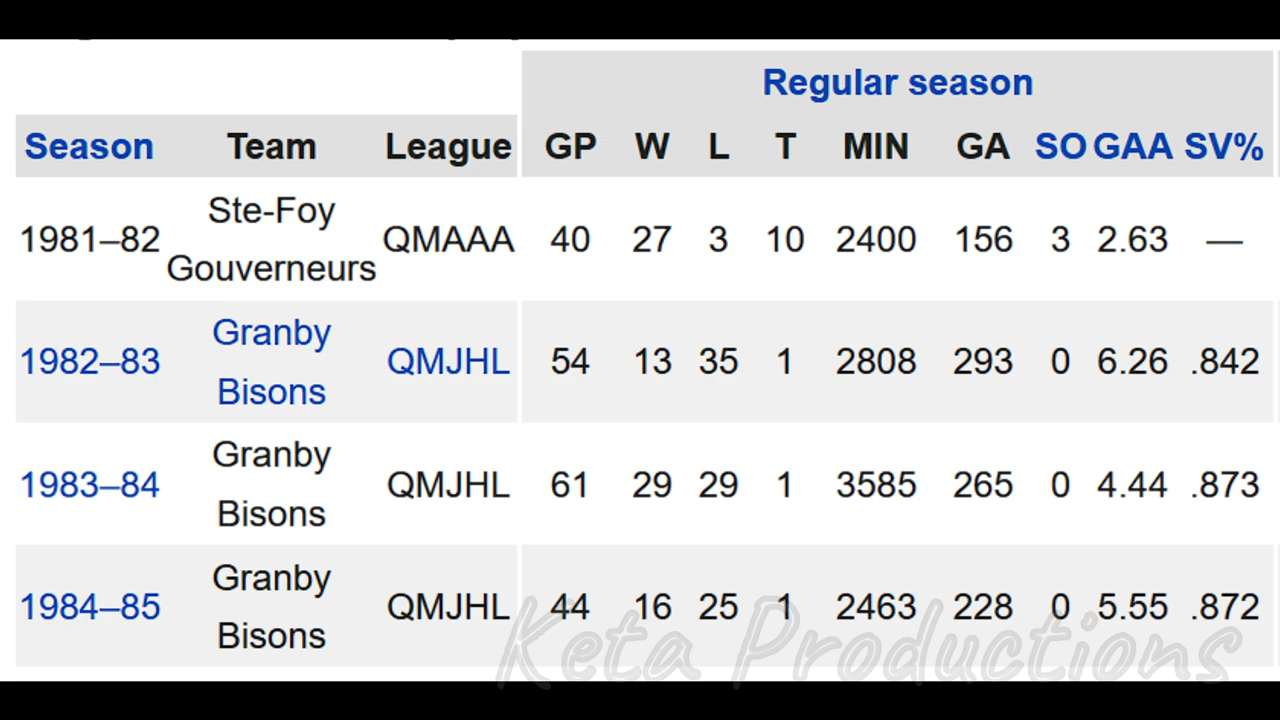 Regular season
Season Team League GP W L T MIN GA SO GAA SV%
1981–82 Ste-Foy Gouverneurs QMAAA 40 27 3 10 2400 156 3 2.63 —
1982–83 Granby Bisons QMJHL 54 13 35 1 2808 293 0 6.26 .842
1983–84 Granby Bisons QMJHL 61 29 29 1 3585 265 0 4.44 .873
1984–85 Granby Bisons QMJHL 44 16 25 1 2463 228 0 5.55 .872
Keta Productions